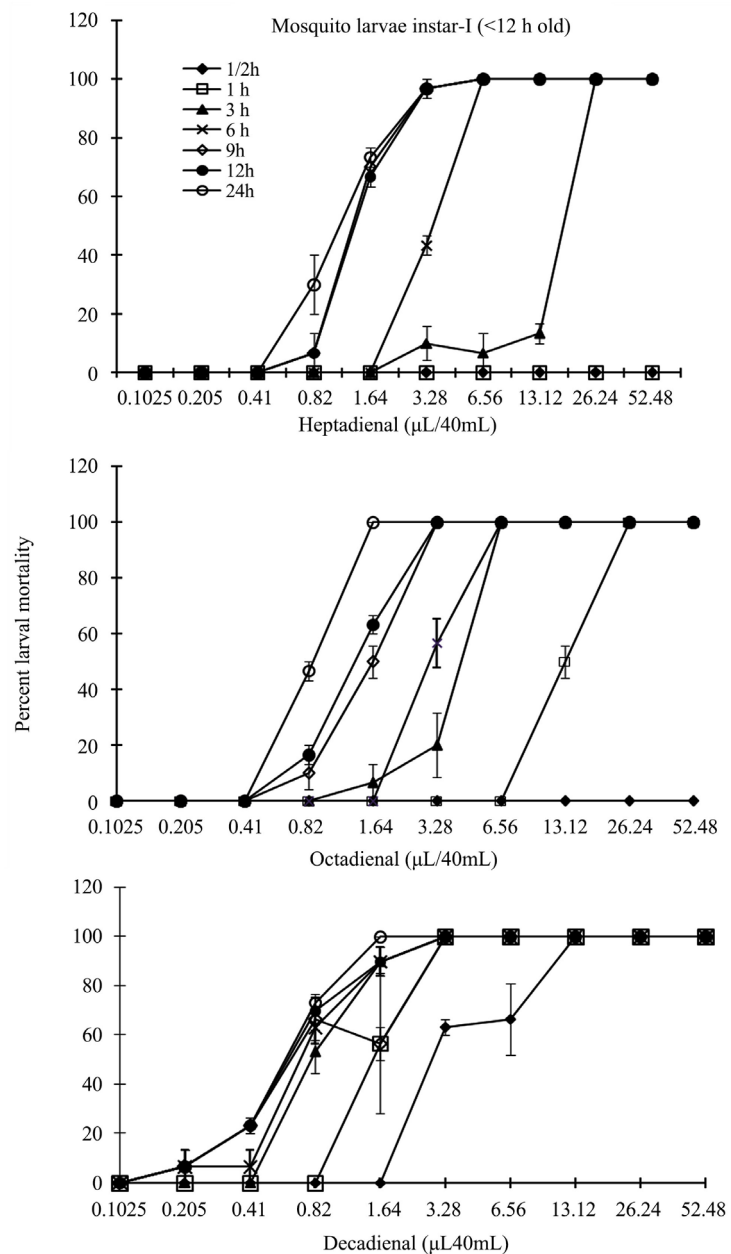 Mosquito larvae instar-I (<12 h old)
1/2h
1 h
3 h
6 h
9h
12h
24h
120
100
80
60
40
20
0
0.1025 0.205 0.41 0.82 1.64 3.28 6.56 13.12 26.24 52.48
Heptadienal (μL/40mL)
Percent larval mortality
120
100
80
60
40
20
0
0.1025 0.205 0.41 0.82 1.64 3.28 6.56 13.12 26.24 52.48
Octadienal (μL/40mL)
120
100
80
60
40
20
0
0.1025 0.205 0.41 0.82 1.64 3.28 6.56 13.12 26.24 52.48
Decadienal (μL40mL)